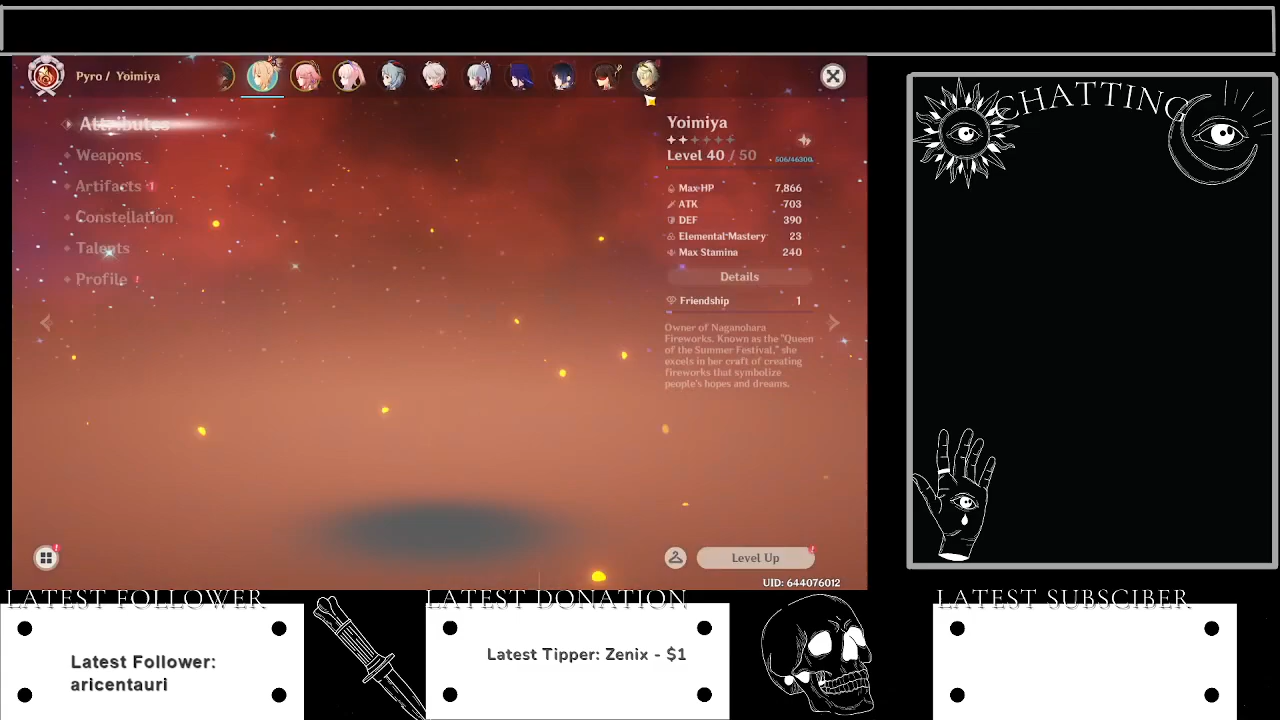 Pyro / Yoimiya
Attributes
Weapons
Artifacts 1
Constellation
Talents
Profile
Yoimiya
Level 40 / 50 506/46300
Max HP 7,866
ATK 703
DEF 390
Elemental Mastery 23
Max Stamina 240
Details
Friendship 1
Owner of Naganohara
Fireworks. Known as the "Queen
of the Summer Festival," she
excels in her craft of creating
fireworks that symbolize
people's hopes and dreams.
Level Up
UID: 644076012
CHATTING
LATEST FOLLOWER
Latest Follower:
aricentauri
LATEST DONATION
Latest Tipper: Zenix - $1
LATEST SUBSCIBER